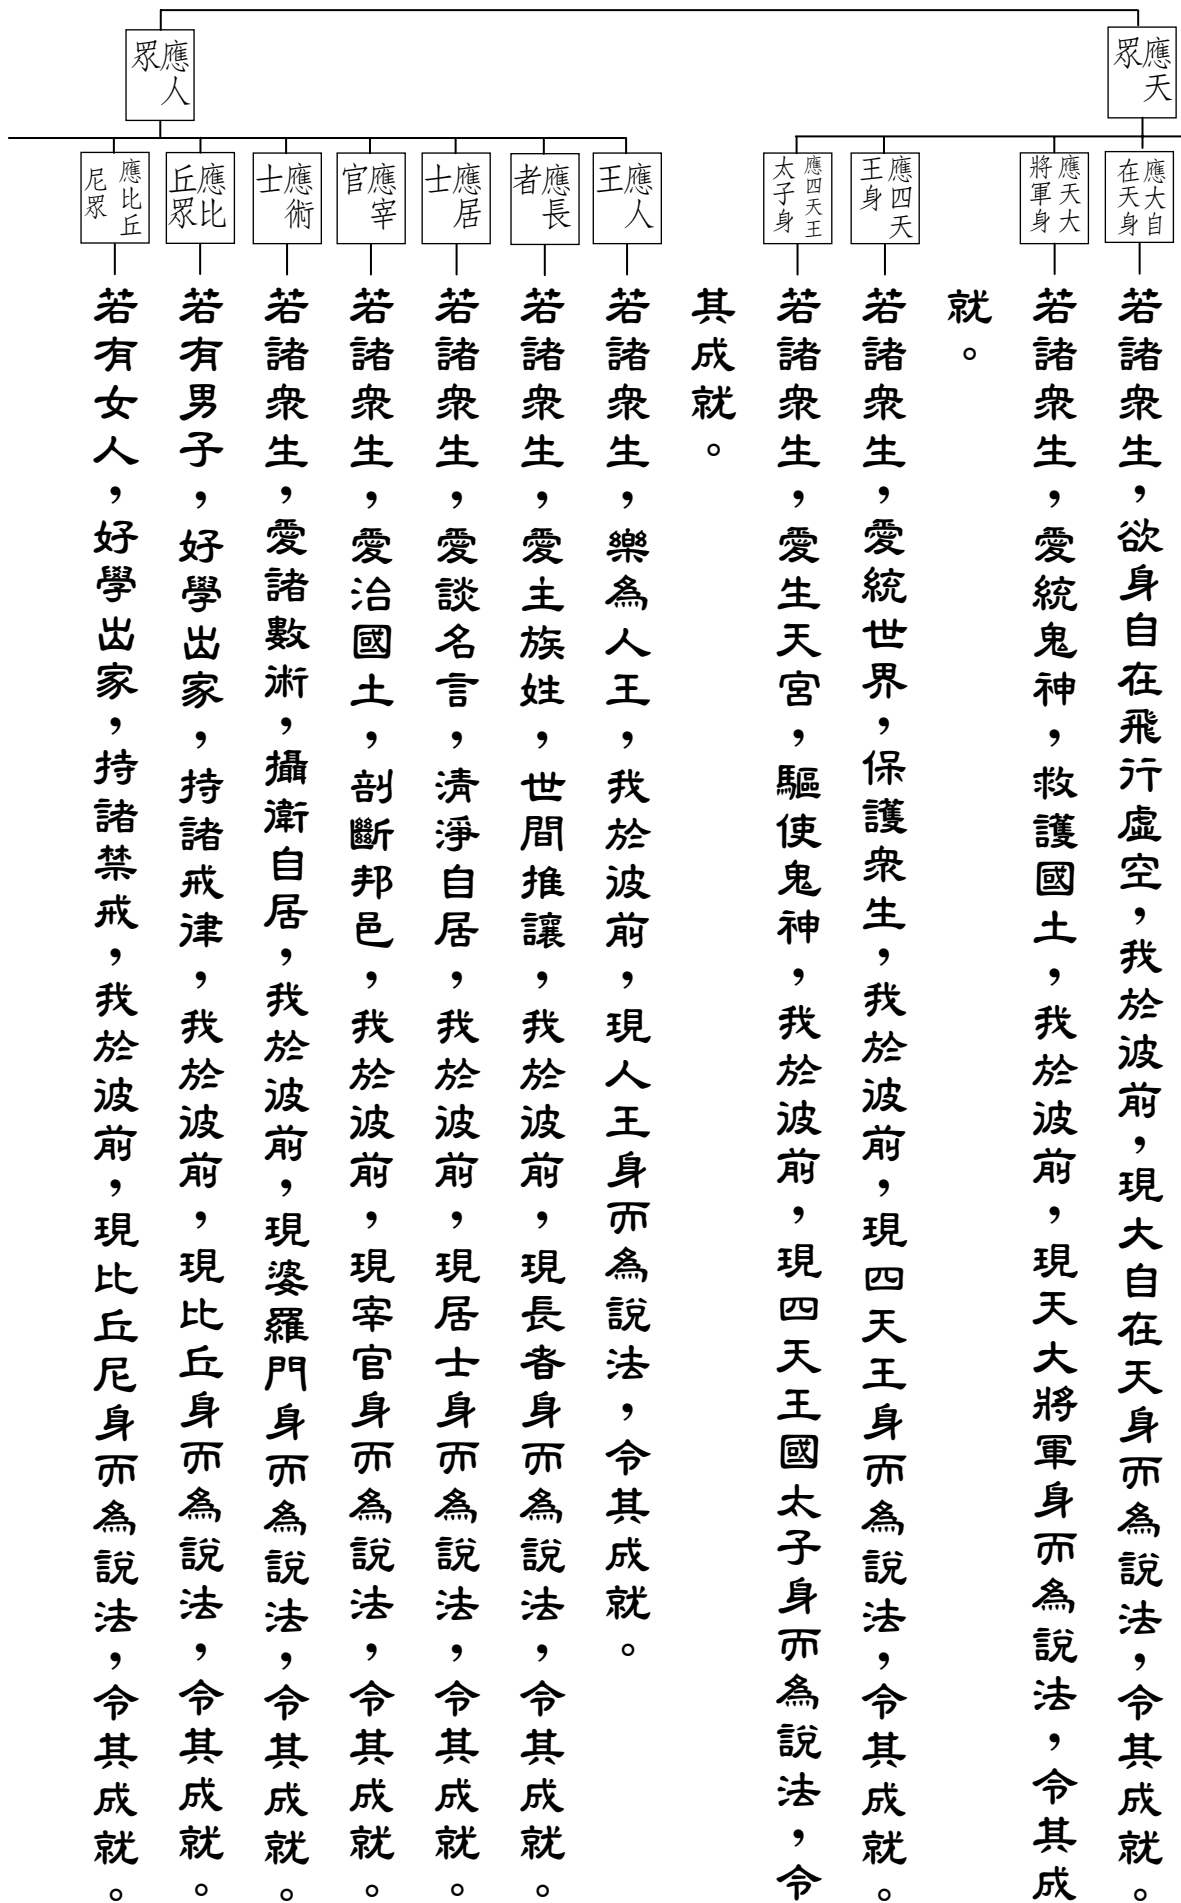 應天
眾
應大自
在天身
若諸眾生，欲身自在飛行虛空，我於彼前，現大自在天身而為說法，令其成就。
應天大
將軍身
若諸眾生，愛統鬼神，救護國土，我於彼前，現天大將軍身而為說法，令其成
就。
應四天
王身
若諸眾生，愛統世界，保護眾生，我於彼前，現四天王身而為說法，令其成就。
應四天王
太子身
若諸眾生，愛生天宮，驅使鬼神，我於彼前，現四天王國太子身而為說法，令
其成就。
應人
眾
應人
王
若諸眾生，樂為人王，我於彼前，現人王身而為說法，令其成就。
應長
者
若諸眾生，愛主族姓，世間推讓，我於彼前，現長者身而為說法，令其成就。
應居
士
若諸眾生，愛談名言，清淨自居，我於彼前，現居士身而為說法，令其成就。
應宰
官
若諸眾生，愛治國土，剖斷邦邑，我於彼前，現宰官身而為說法，令其成就。
應術
士
若諸眾生，愛諸數術，攝衛自居，我於彼前，現婆羅門身而為說法，令其成就。
應比
丘眾
若有男子，好學出家，持諸戒律，我於彼前，現比丘身而為說法，令其成就。
應比丘
尼眾
若有女人，好學出家，持諸禁戒，我於彼前，現比丘尼身而為說法，令其成就。